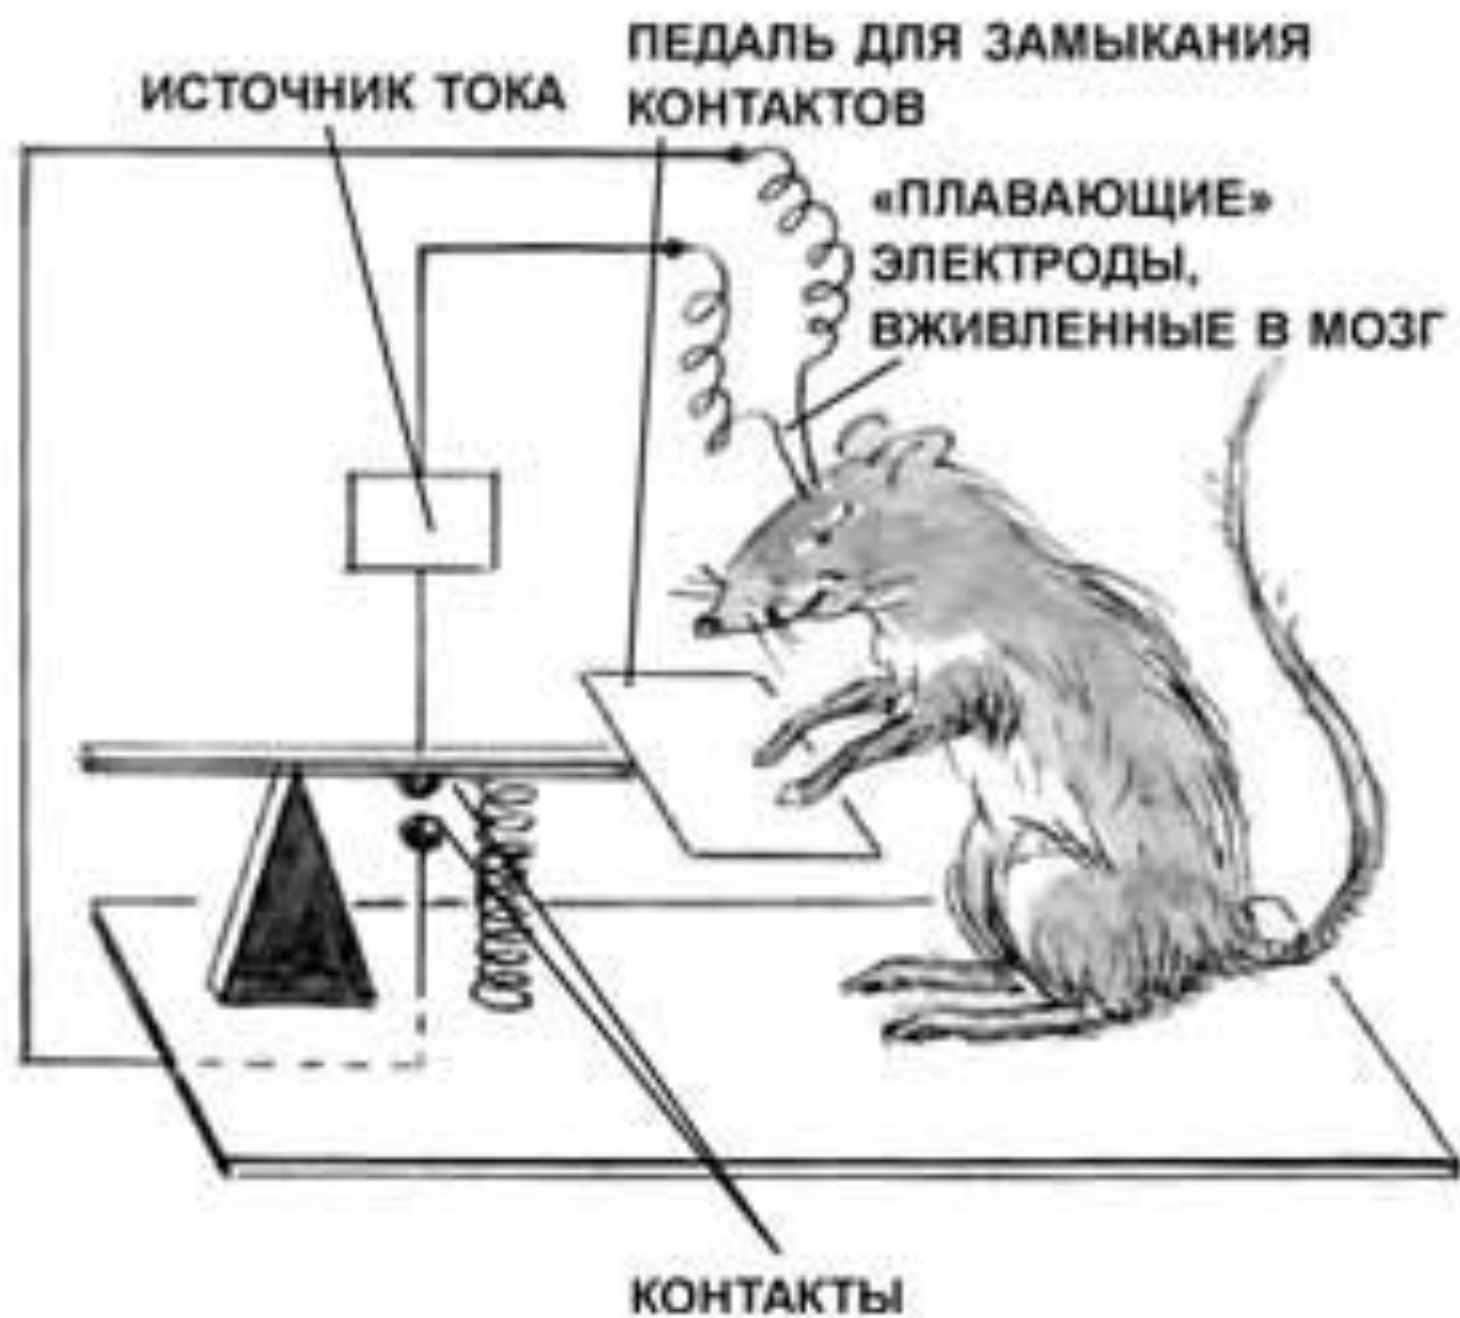 ПЕДАЛЬ ДЛЯ ЗАМЫКАНИЯ
КОНТАКТОВ
ИСТОЧНИК ТОКА
«ПЛАВАЮЩИЕ»
ЭЛЕКТРОДЫ,
ВЖИВЛЕННЫЕ В МОЗГ
КОНТАКТЫ